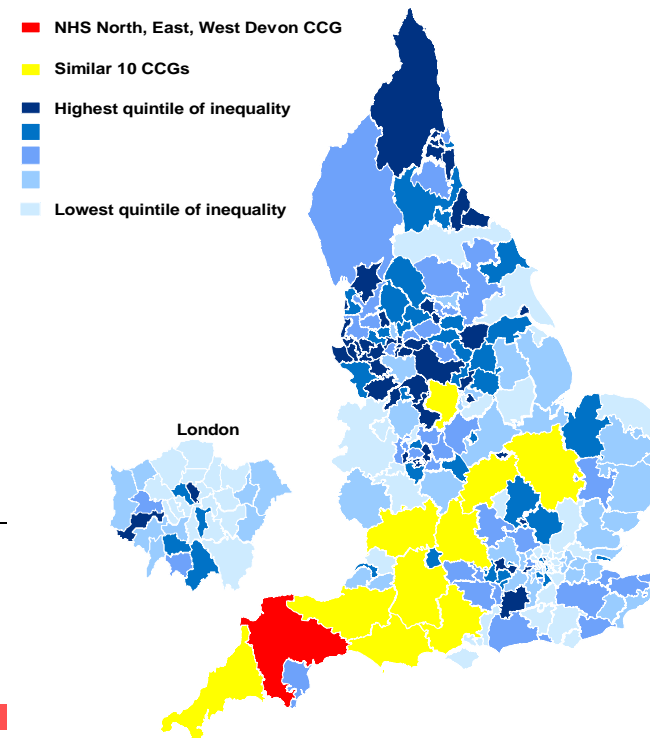 NHS North, East, West Devon CCG
Similar 10 CCGs
Highest quintile of inequality
Lowest quintile of inequality
London